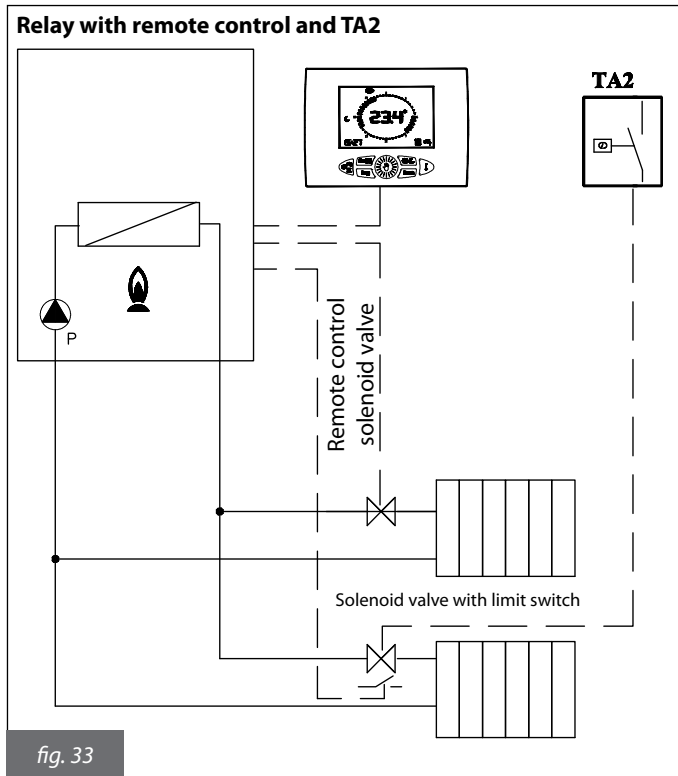 Relay with remote control and TA2
TA2
23.4°
P
Remote control
solenoid valve
Solenoid valve with limit switch
fig. 33